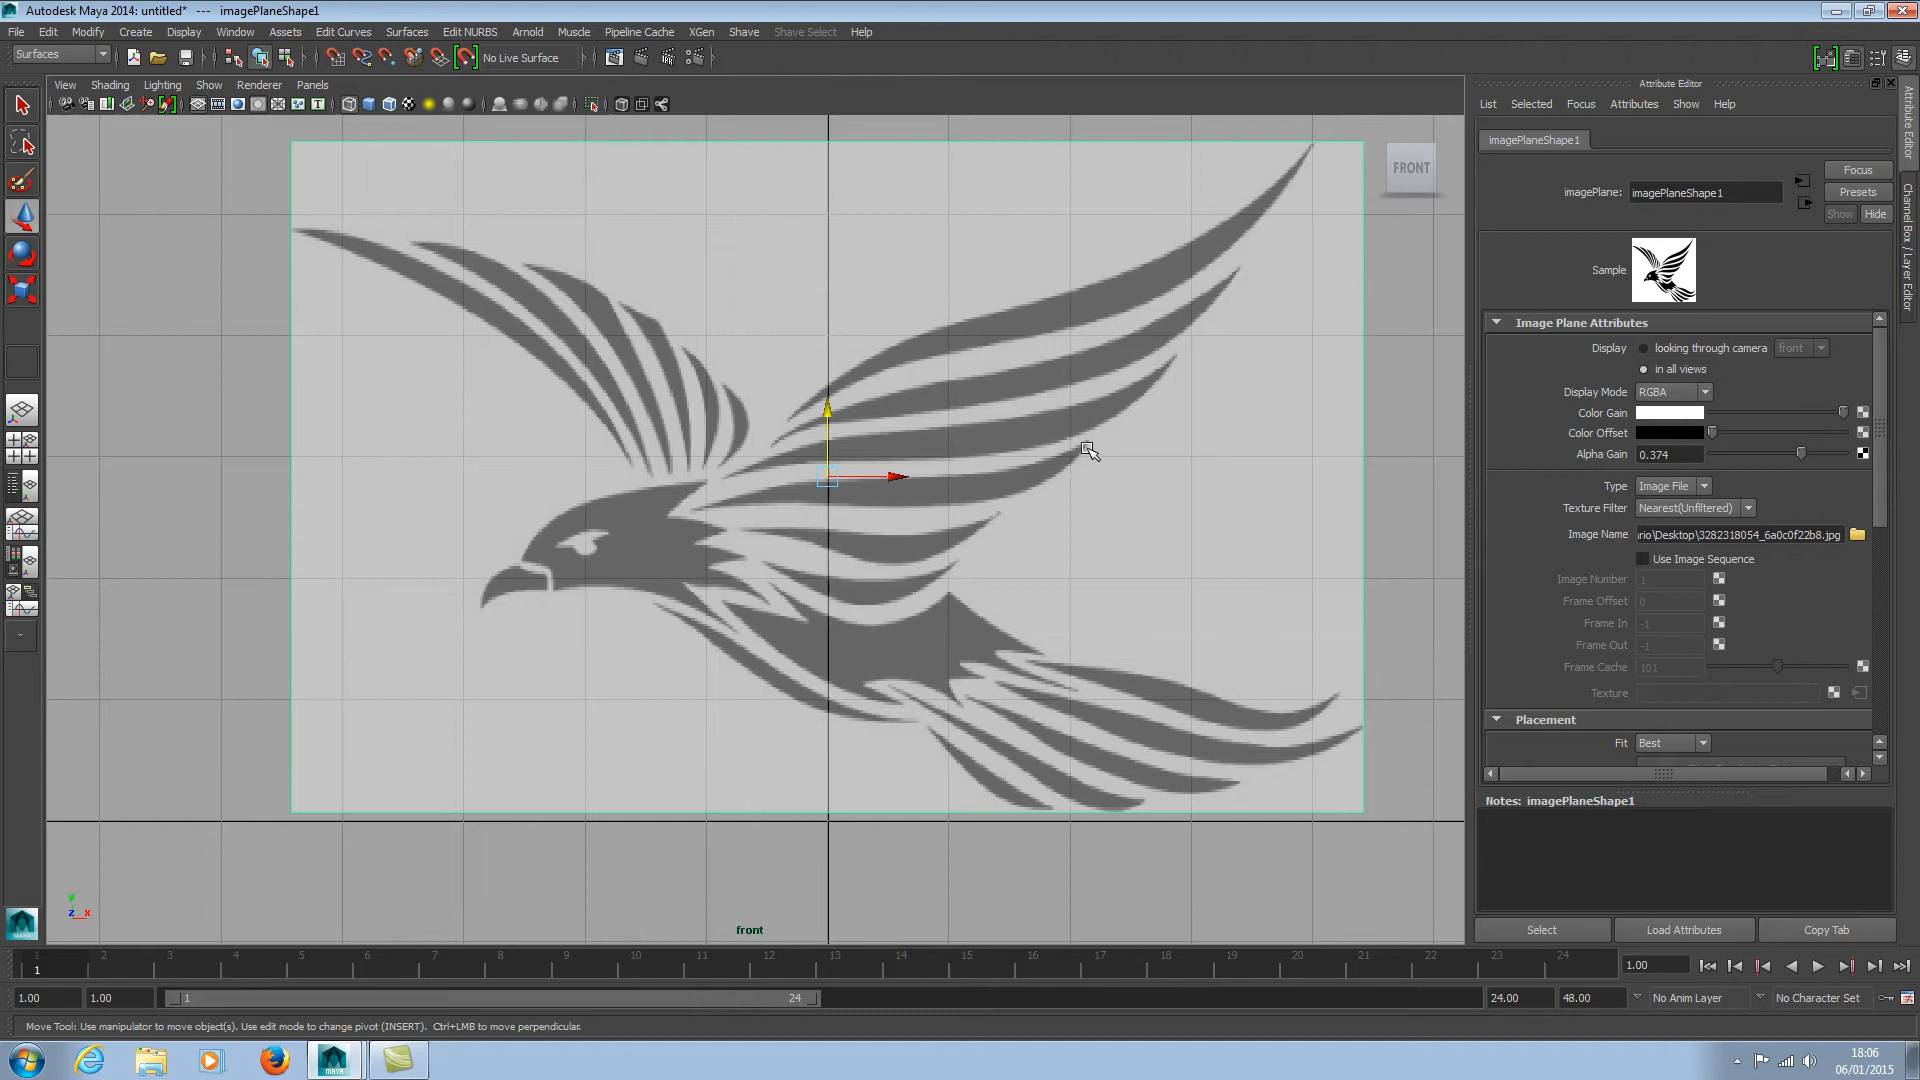 Autodesk Maya 2014: untitled*   ---   imagePlaneShape1
File Edit Modify Create Display Window Assets Edit Curves Surfaces Edit NURBS Arnold Muscle Pipeline Cache XGen Shave Shave Select Help
Surfaces
No Live Surface
View Shading Lighting Show Renderer Panels
Attribute Editor
List Selected Focus Attributes Show Help
imagePlaneShape1
Focus
imagePlane: imagePlaneShape1
Presets
Show Hide
Sample
Image Plane Attributes
Display looking through camera front
in all views
Display Mode RGBA
Color Gain
Color Offset
Alpha Gain 0.374
Type Image File
Texture Filter Nearest(Unfiltered)
Image Name ırio\Desktop\3282318054_6a0c0f22b8.jpg
Use Image Sequence
Image Number 1
Frame Offset 0
Frame In -1
Frame Out -1
Frame Cache 101
Texture
Placement
Fit Best
Notes: imagePlaneShape1
Select Load Attributes Copy Tab
Attribute Editor
Channel Box / Layer Editor
FRONT
front
y
z x
1 2 3 4 5 6 7 8 9 10 11 12 13 14 15 16 17 18 19 20 21 22 23 24
1
1.00
1.00 1.00 1 24 24.00 48.00 No Anim Layer No Character Set
Move Tool: Use manipulator to move object(s). Use edit mode to change pivot (INSERT). Ctrl+LMB to move perpendicular.
MAYA
18:06
06/01/2015